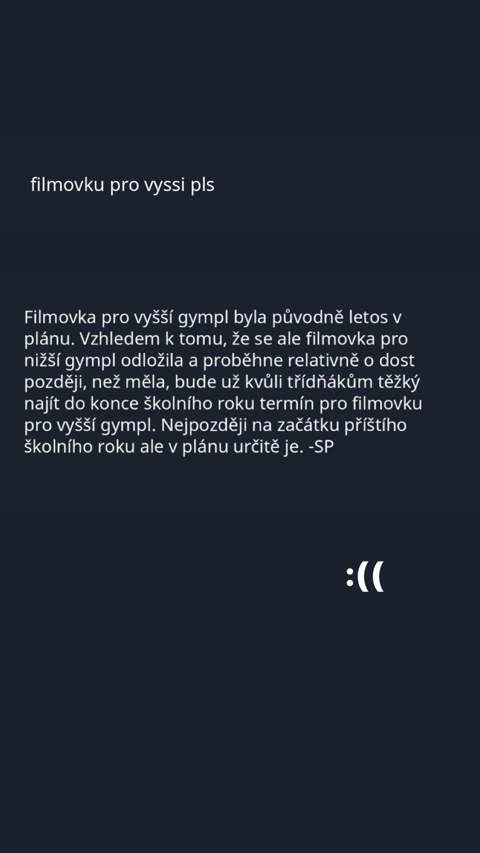 filmovku pro vyssi pls
Filmovka pro vyšší gympl byla původně letos v
plánu. Vzhledem k tomu, že se ale filmovka pro
nižší gympl odložila a proběhne relativně o dost
později, než měla, bude už kvůli třídňákům těžký
najít do konce školního roku termín pro filmovku
pro vyšší gympl. Nejpozději na začátku příštího
školního roku ale v plánu určitě je. -SP
:((